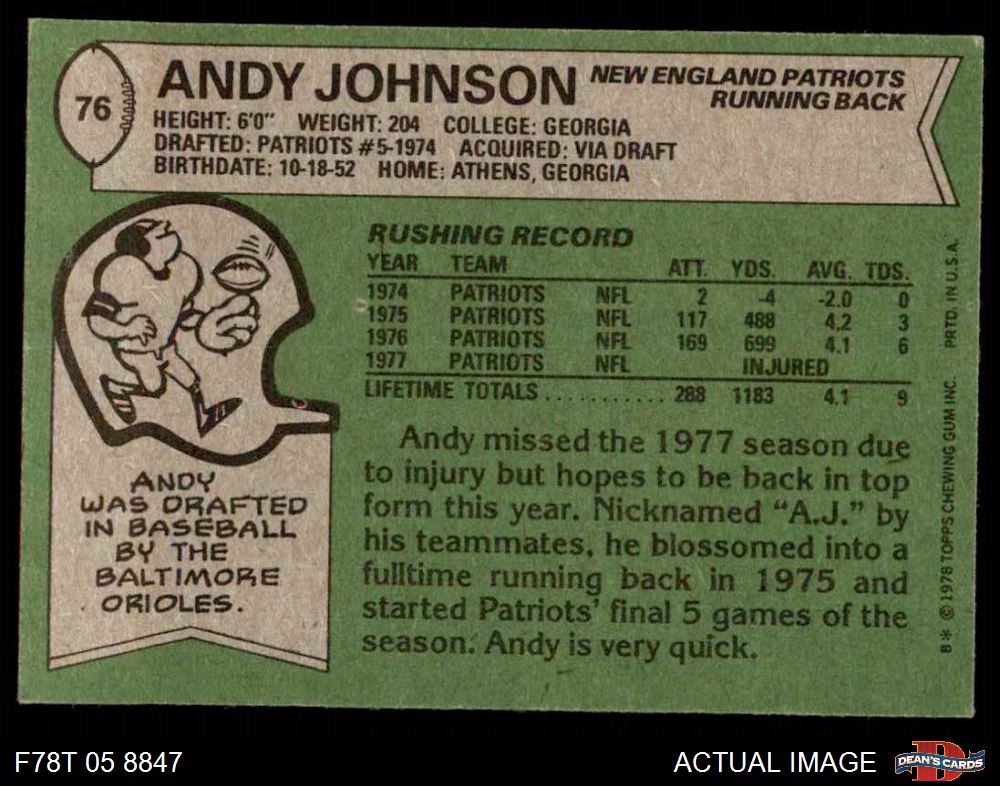 76
ANDY JOHNSON
NEW ENGLAND PATRIOTS
RUNNING BACK
HEIGHT: 6'0" WEIGHT: 204 COLLEGE: GEORGIA
DRAFTED: PATRIOTS #5-1974 ACQUIRED: VIA DRAFT
BIRTHDATE: 10-18-52 HOME: ATHENS, GEORGIA
RUSHING RECORD
YEAR TEAM ATT. YDS. AVG. TDS.
1974 PATRIOTS NFL 2 -4 -2.0 0
1975 PATRIOTS NFL 117 488 4.2 3
1976 PATRIOTS NFL 169 699 4.1 6
1977 PATRIOTS NFL INJURED
LIFETIME TOTALS ........... 288 1183 4.1 9
Andy missed the 1977 season due
to injury but hopes to be back in top
form this year. Nicknamed "A.J." by
his teammates, he blossomed into a
fulltime running back in 1975 and
started Patriots' final 5 games of the
season. Andy is very quick.
ANDY
WAS DRAFTED
IN BASEBALL
BY THE
BALTIMORE
ORIOLES.
B* © 1978 TOPPS CHEWING GUM INC. PRTD. IN U.S.A.
F78T 05 8847
ACTUAL IMAGE
D
DEAN'S CARDS